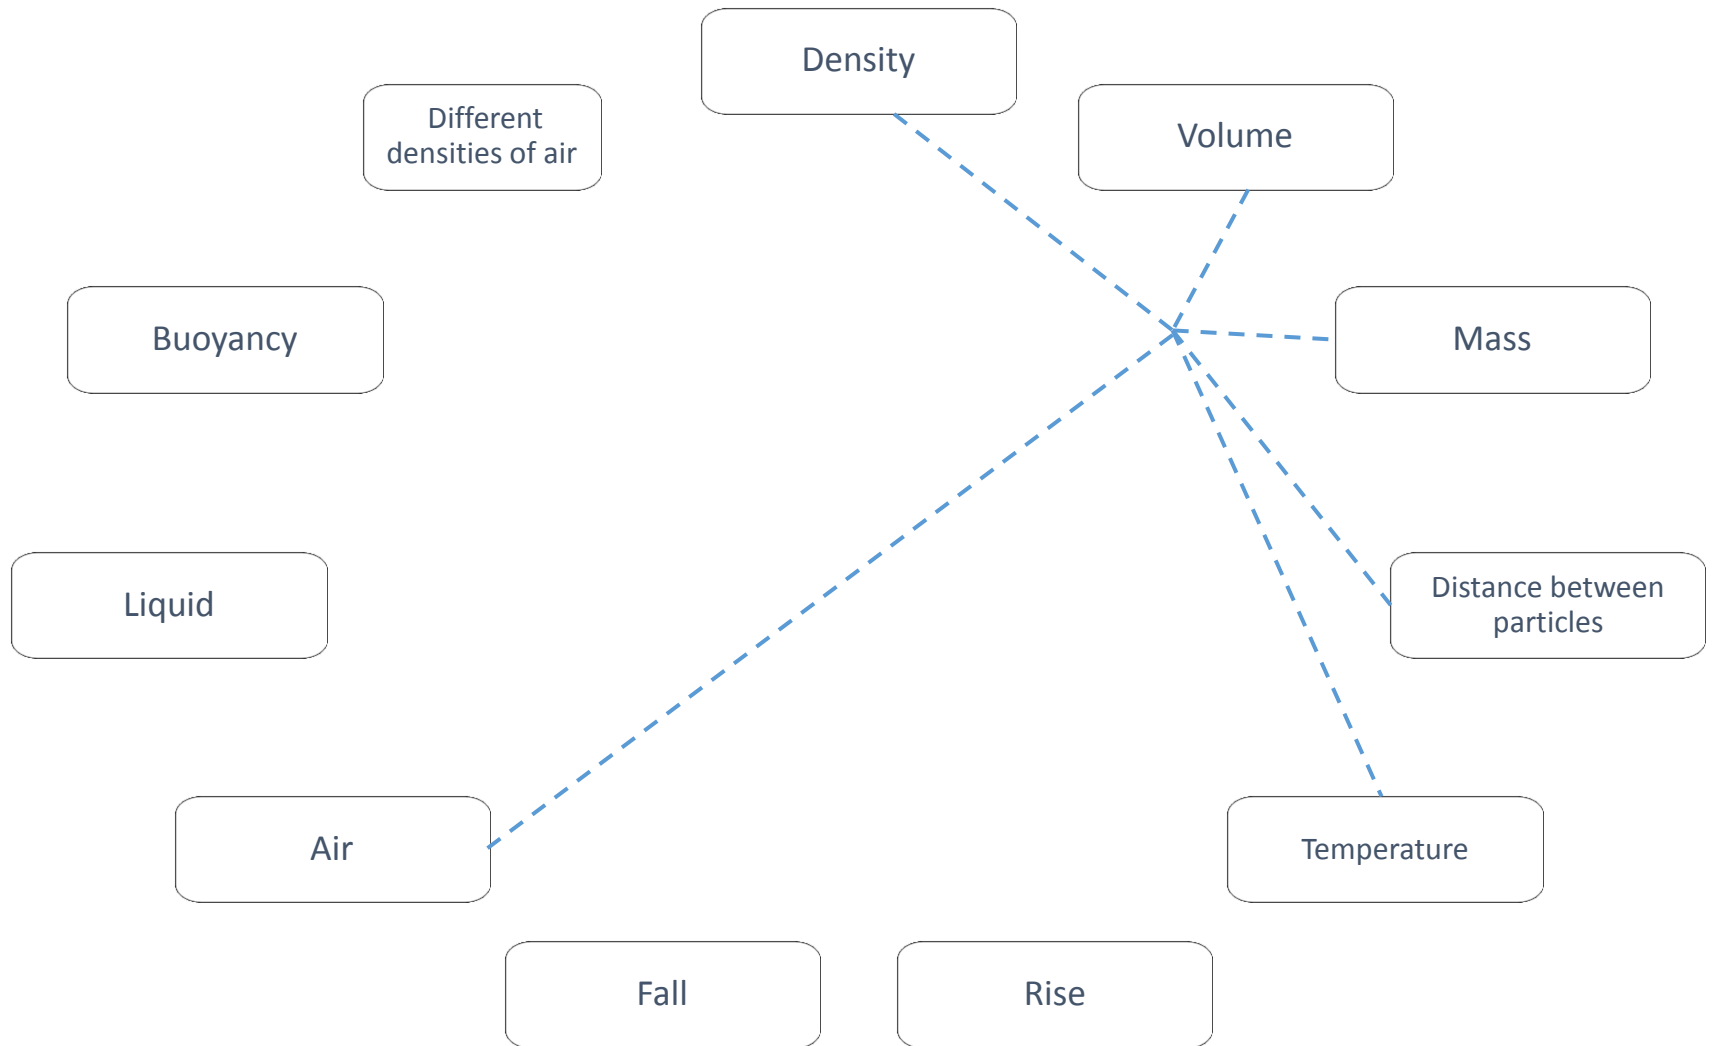 Density
Different
densities of air
Volume
Buoyancy
Mass
Liquid
Distance between
particles
Air
Temperature
Fall
Rise